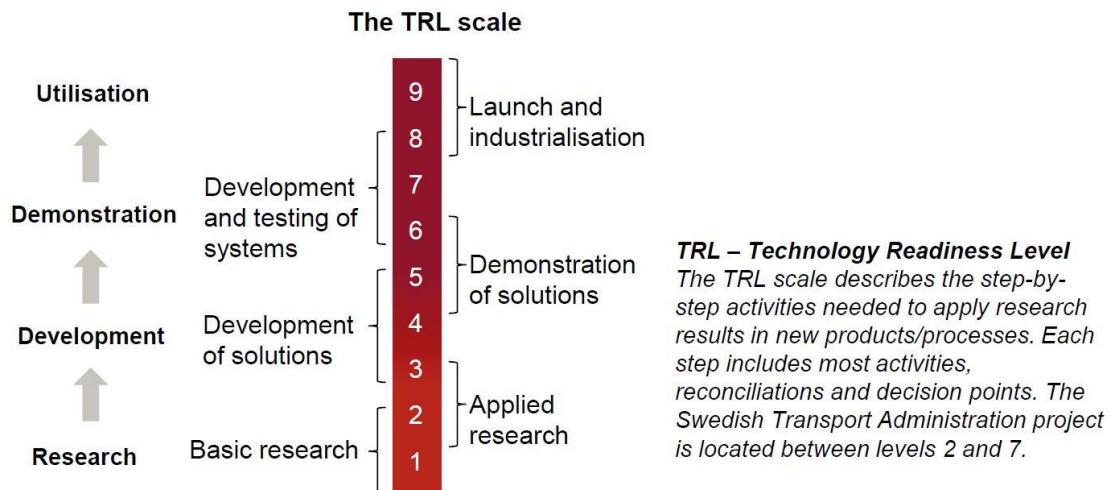 The TRL scale
Utilisation
Demonstration
Development
Research
Development
and testing of
systems
Development
of solutions
Basic research
9
8
7
6
5
4
3
2
1
Launch and
industrialisation
Demonstration
of solutions
Applied
research
TRL – Technology Readiness Level
The TRL scale describes the step-by-
step activities needed to apply research
results in new products/processes. Each
step includes most activities,
reconciliations and decision points. The
Swedish Transport Administration project
is located between levels 2 and 7.